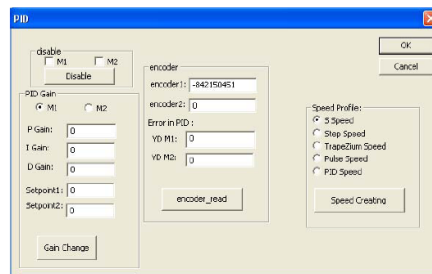 PID
disable
M1 M2
Disable
PID Gain
M1 M2
P Gain: 0
I Gain: 0
D Gain: 0
Setpoint1: 0
Setpoint2: 0
Gain Change
encoder
encoder1: -842150451
encoder2: 0
Error in PID :
YD M1: 0
YD M2: 0
encoder_read
OK
Cancel
Speed Profile:
S Speed
Step Speed
TrapeZium Speed
Pulse Speed
PID Speed
Speed Creating